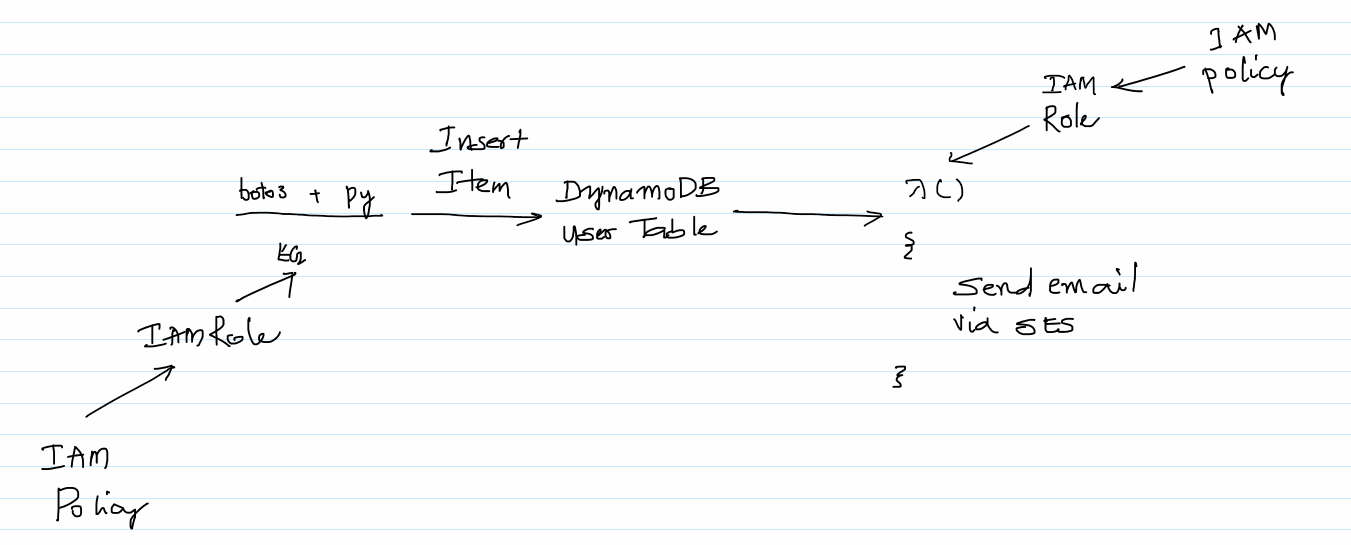 IAM
policy
IAM
Role
Insert
Item
boto3 + py
DynamoDB
user Table
λ()
{
EC2
Send email
via SES
IAM Role
}
IAM
Policy